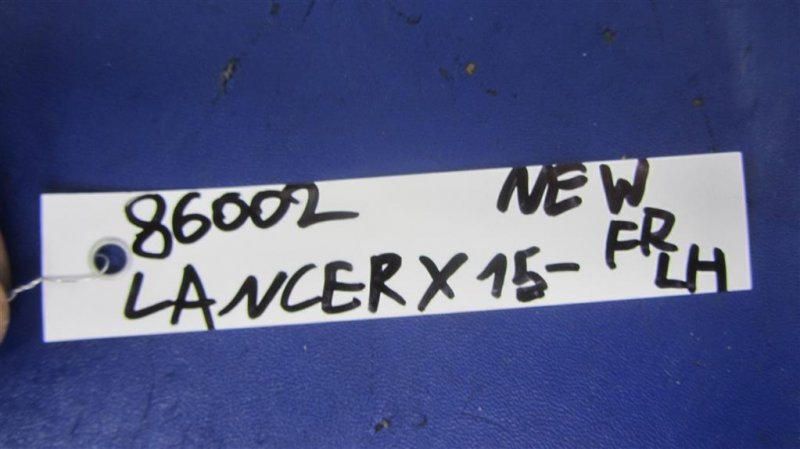 86002 NEW
LANCER X 15- FR
LH